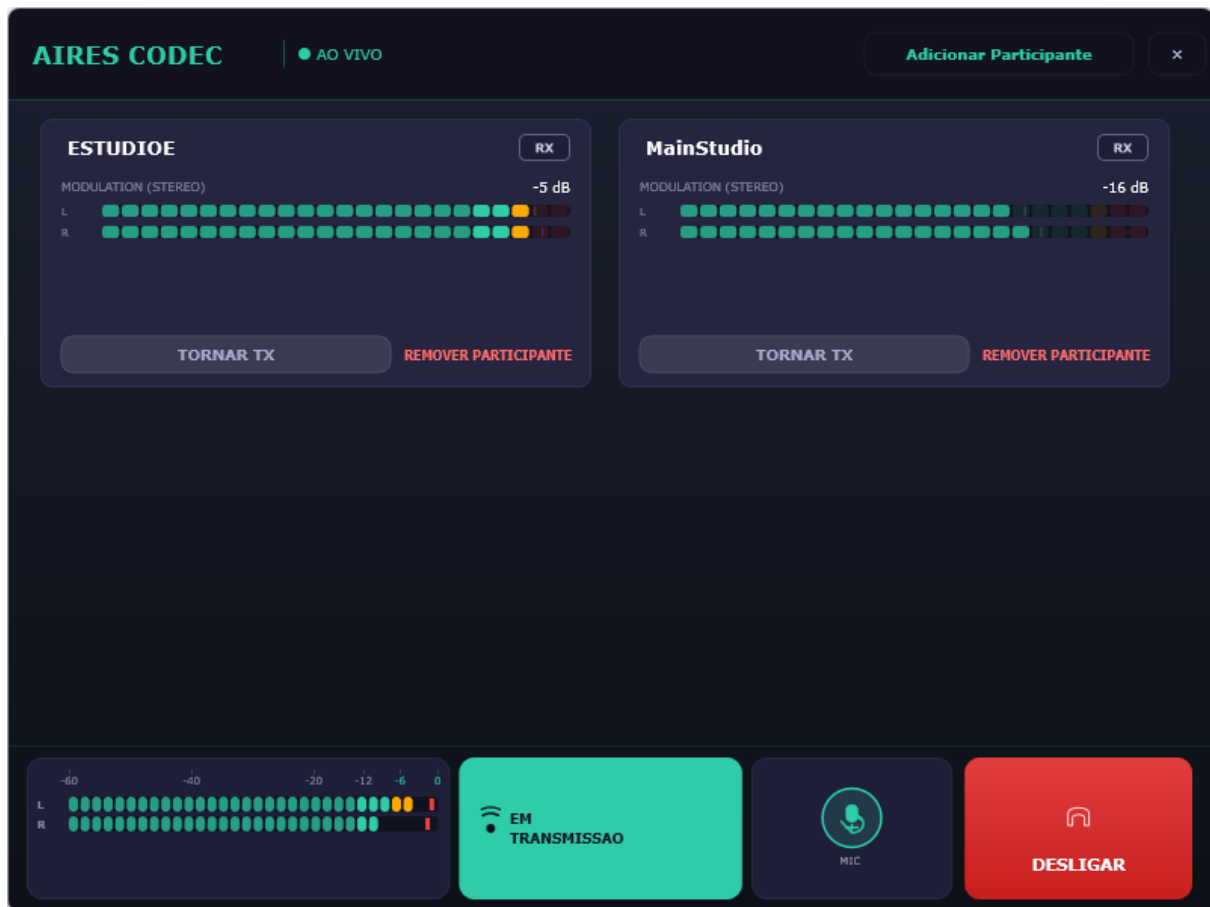 AIRES CODEC
AO VIVO
Adicionar Participante
×
ESTUDIOE
RX
MODULATION (STEREO)
-5 dB
L
R
TORNAR TX
REMOVER PARTICIPANTE
MainStudio
RX
MODULATION (STEREO)
-16 dB
L
R
TORNAR TX
REMOVER PARTICIPANTE
-60 -40 -20 -12 -6 0
L
R
EM
TRANSMISSAO
MIC
DESLIGAR